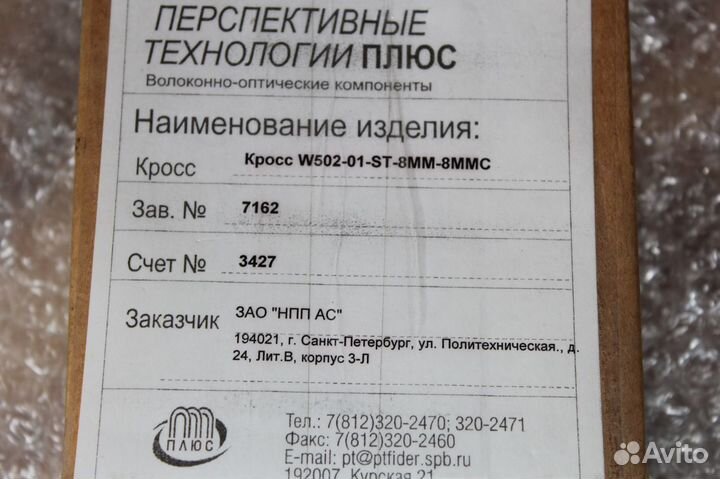 ПЕРСПЕКТИВНЫЕ
ТЕХНОЛОГИИ ПЛЮС
Волоконно-оптические компоненты
Наименование изделия:
Кросс Кросс W502-01-ST-8MM-8MMC
Зав. № 7162
Счет № 3427
Заказчик ЗАО "НПП АС"
194021, г. Санкт-Петербург, ул. Политехническая., д.
24, Лит.В, корпус 3-Л
ПЛЮС
Тел.: 7(812)320-2470; 320-2471
Факс: 7(812)320-2460
E-mail: pt@ptfider.spb.ru
192007, Курская 21
Avito